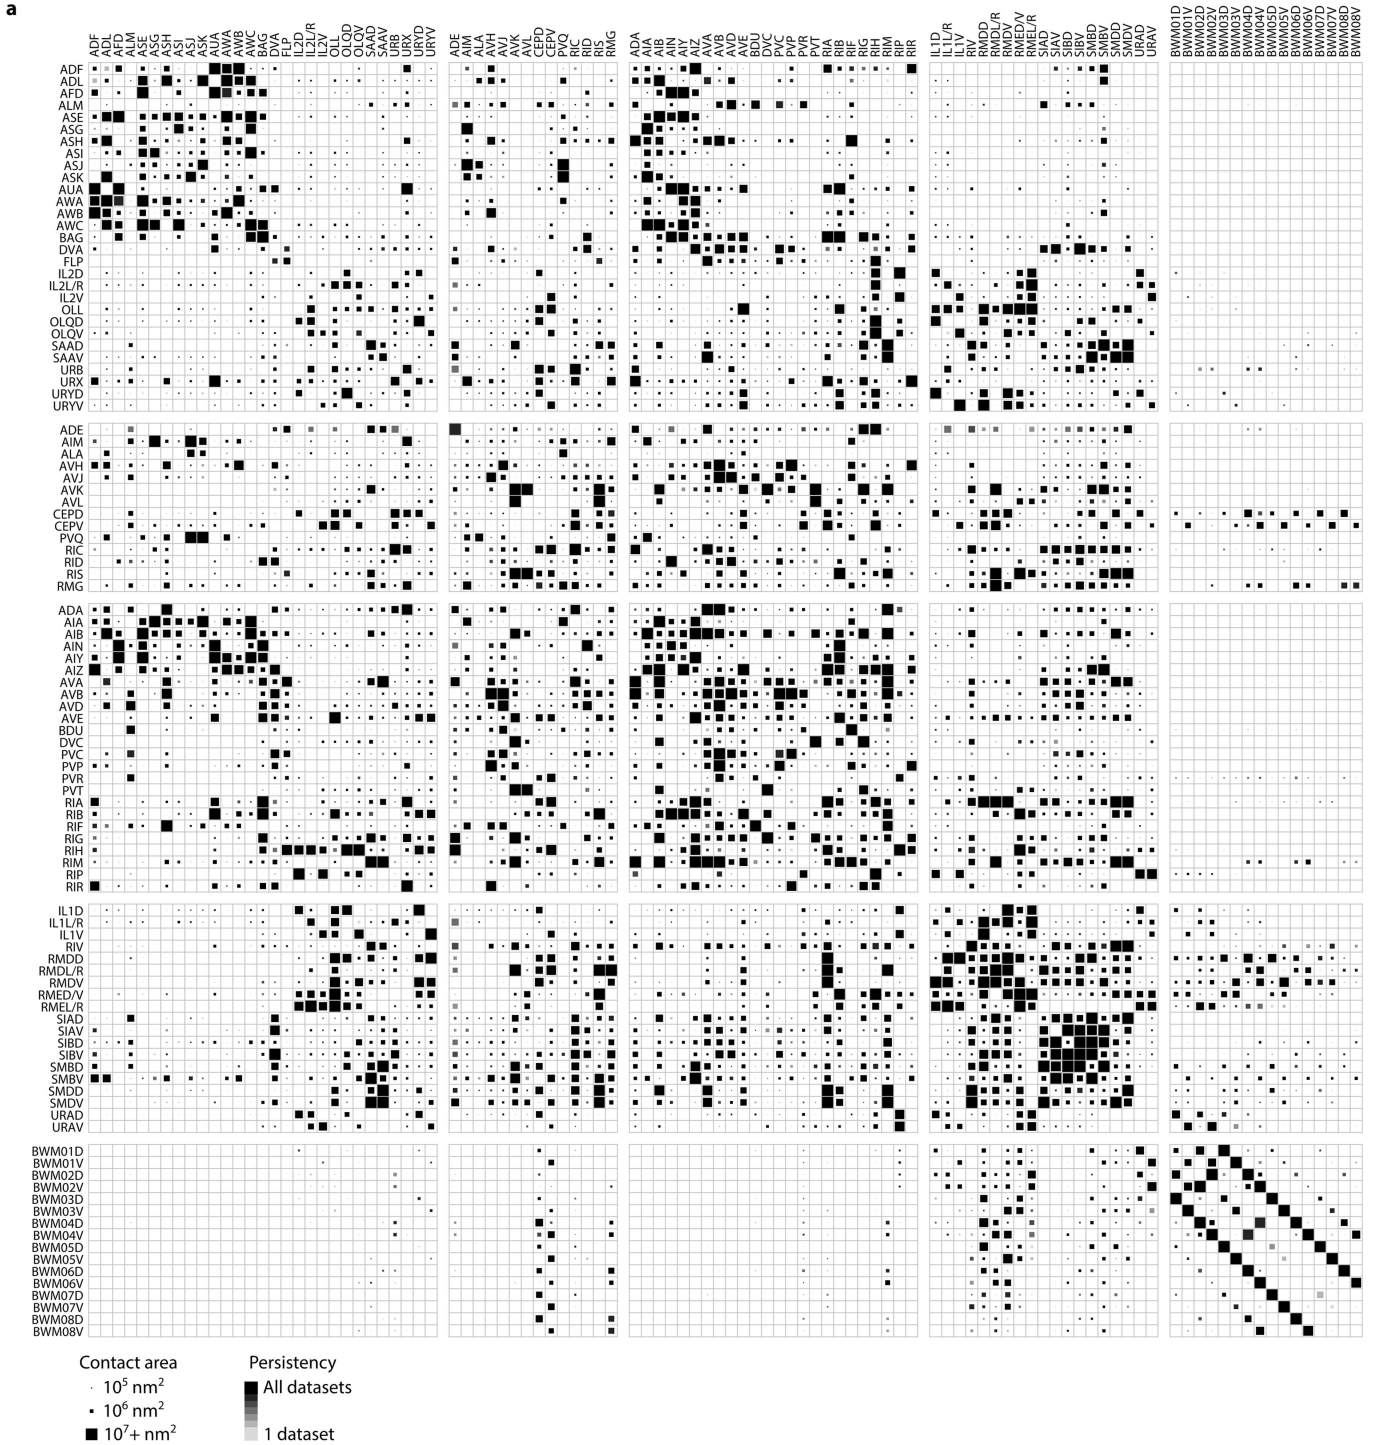 a
ADF ADL AFD ALM ASE ASG ASH ASI ASJ ASK AUA AWA AWB AWC BAG DVA FLP IL2D IL2L/R IL2V OLL OLQD OLQV SAAD SAAV URB URX URYD URYV ADE AIM ALA AVH AVJ AVK AVL CEPD CEPV PVQ RIC RID RIS RMG ADA AIA AIB AIN AIY AIZ AVA AVB AVD AVE BDU DVC PVC PVP PVR PVT RIA RIB RIF RIG RIH RIM RIP RIR IL1D IL1L/R IL1V RIV RMDD RMDL/R RMDV RMED/V RMEL/R SIAD SIAV SIBD SIBV SMBD SMBV SMDD SMDV URAD URAV BWM01D BWM01V BWM02D BWM02V BWM03D BWM03V BWM04D BWM04V BWM05D BWM05V BWM06D BWM06V BWM07D BWM07V BWM08D BWM08V
ADF
ADL
AFD
ALM
ASE
ASG
ASH
ASI
ASJ
ASK
AUA
AWA
AWB
AWC
BAG
DVA
FLP
IL2D
IL2L/R
IL2V
OLL
OLQD
OLQV
SAAD
SAAV
URB
URX
URYD
URYV
ADE
AIM
ALA
AVH
AVJ
AVK
AVL
CEPD
CEPV
PVQ
RIC
RID
RIS
RMG
ADA
AIA
AIB
AIN
AIY
AIZ
AVA
AVB
AVD
AVE
BDU
DVC
PVC
PVP
PVR
PVT
RIA
RIB
RIF
RIG
RIH
RIM
RIP
RIR
IL1D
IL1L/R
IL1V
RIV
RMDD
RMDL/R
RMDV
RMED/V
RMEL/R
SIAD
SIAV
SIBD
SIBV
SMBD
SMBV
SMDD
SMDV
URAD
URAV
BWM01D
BWM01V
BWM02D
BWM02V
BWM03D
BWM03V
BWM04D
BWM04V
BWM05D
BWM05V
BWM06D
BWM06V
BWM07D
BWM07V
BWM08D
BWM08V
Contact area Persistency
10⁵ nm² All datasets
10⁶ nm²
10⁷+ nm² 1 dataset